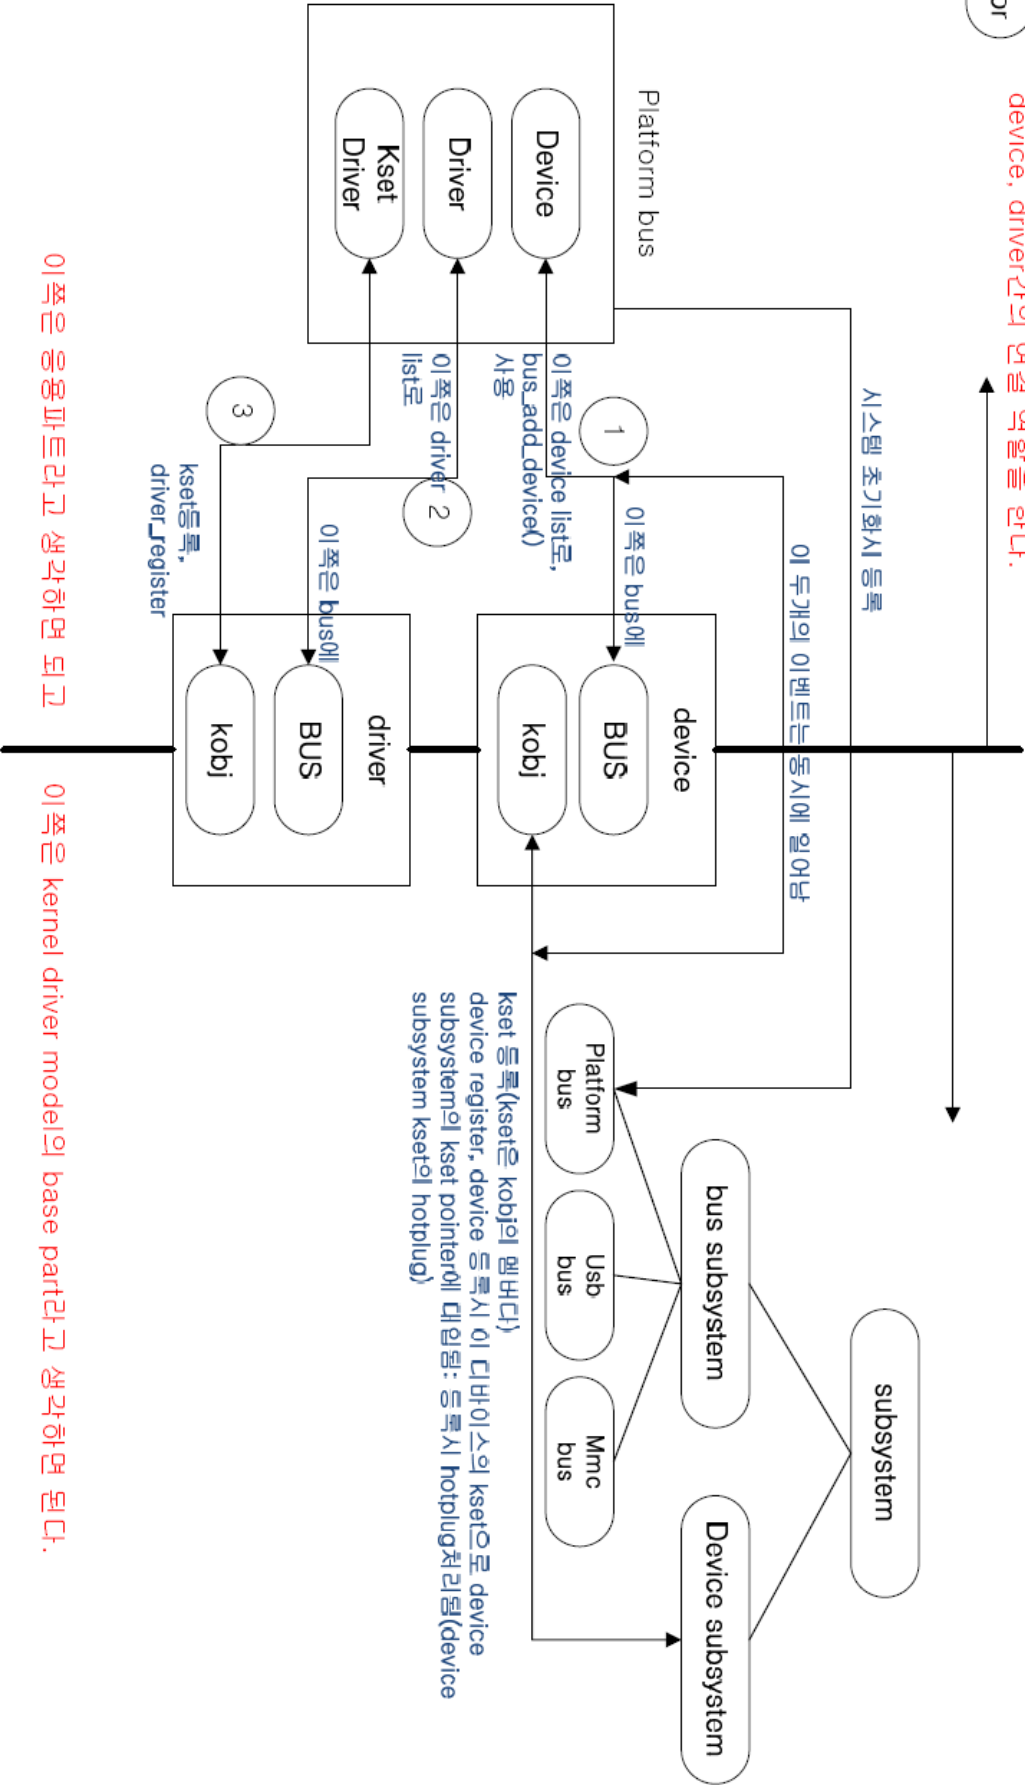 or
device, driver간의 연결 역할을 한다.
subsystem
시스템 초기화시 등록
이 두개의 이벤트는 동시에 일어남
bus subsystem
Device subsystem
Platform bus
device
Platform
bus
Usb
bus
Mmc
bus
1
이쪽은 bus에
BUS
Device
이쪽은 device list로,
bus_add_device()
사용
kobj
kset 등록(kset은 kobj의 멤버다)
device register, device 등록시 이 디바이스의 kset으로 device
subsystem의 kset pointer에 대입됨: 등록시 hotplug처리됨(device
subsystem kset의 hotplug)
Driver
이쪽은 driver
list로
2
driver
Kset
Driver
이쪽은 bus에
BUS
3
kset등록,
driver_register
kobj
이쪽은 응용파트라고 생각하면 되고
이쪽은 kernel driver model의 base part라고 생각하면 된다.